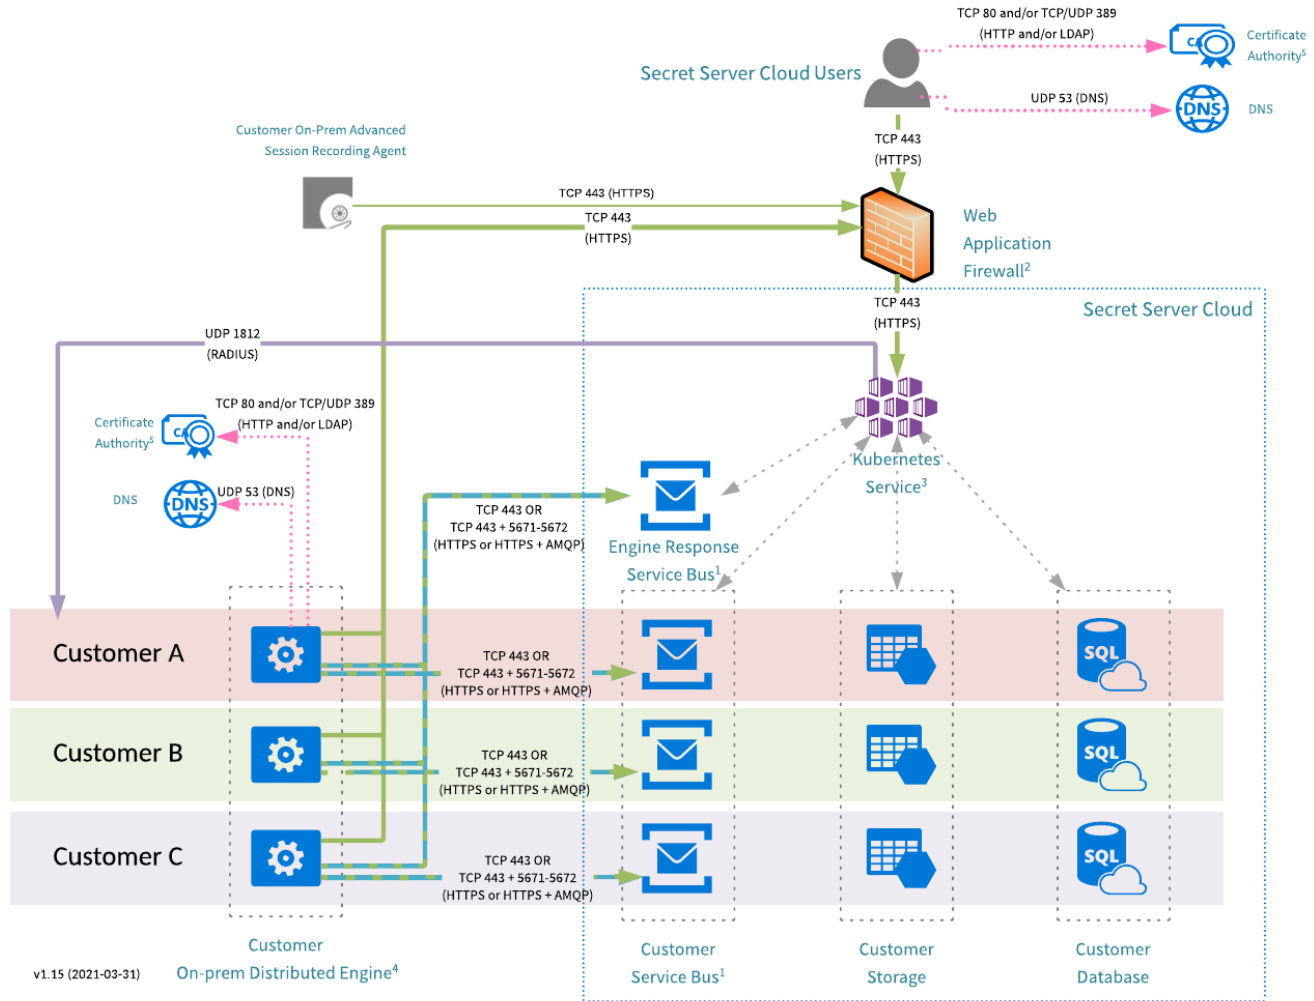 TCP 80 and/or TCP/UDP 389
(HTTP and/or LDAP)
CA
Certificate
Authority5
Secret Server Cloud Users
UDP 53 (DNS)
DNS
DNS
Customer On-Prem Advanced
Session Recording Agent
TCP 443
(HTTPS)
TCP 443 (HTTPS)
TCP 443
(HTTPS)
Web
Application
Firewall2
TCP 443
(HTTPS)
Secret Server Cloud
UDP 1812
(RADIUS)
TCP 80 and/or TCP/UDP 389
(HTTP and/or LDAP)
Certificate
Authority5
CA
Kubernetes
Service3
DNS
DNS
UDP 53 (DNS)
TCP 443 OR
TCP 443 + 5671-5672
(HTTPS or HTTPS + AMQP)
Engine Response
Service Bus1
Customer A
TCP 443 OR
TCP 443 + 5671-5672
(HTTPS or HTTPS + AMQP)
SQL
Customer B
TCP 443 OR
TCP 443 + 5671-5672
(HTTPS or HTTPS + AMQP)
SQL
Customer C
TCP 443 OR
TCP 443 + 5671-5672
(HTTPS or HTTPS + AMQP)
SQL
v1.15 (2021-03-31)
Customer
On-prem Distributed Engine4
Customer
Service Bus1
Customer
Storage
Customer
Database